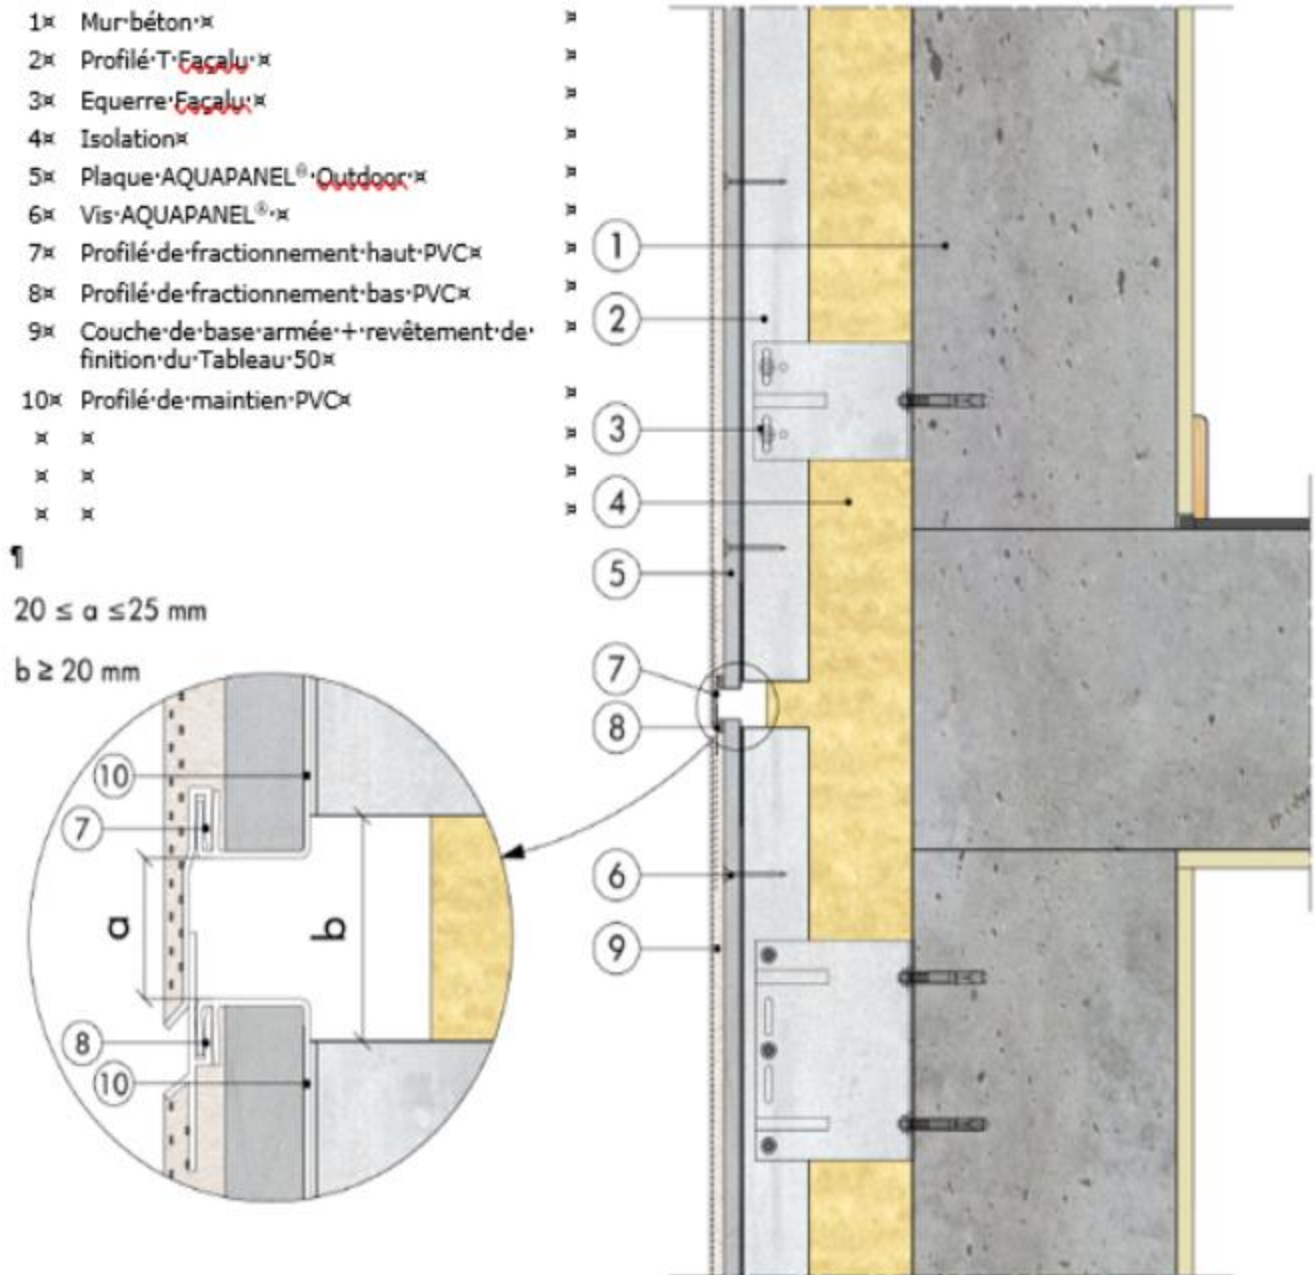 1¤ Mur·béton·¤ ¤
2¤ Profilé·T·Façalu·¤ ¤
3¤ Equerre·Façalu·¤ ¤
4¤ Isolation¤ ¤
5¤ Plaque·AQUAPANEL®·Outdoor·¤ ¤
6¤ Vis·AQUAPANEL®·¤ ¤
7¤ Profilé·de·fractionnement·haut·PVC¤ ¤
8¤ Profilé·de·fractionnement·bas·PVC¤ ¤
9¤ Couche·de·base·armée·+·revêtement·de· ¤
finition·du·Tableau·50¤
10¤ Profilé·de·maintien·PVC¤ ¤
¤ ¤ ¤
¤ ¤ ¤
¤ ¤ ¤
¶
20 ≤ a ≤25 mm
b ≥ 20 mm
1
2
3
4
5
7
8
6
9
10
7
a
b
8
10